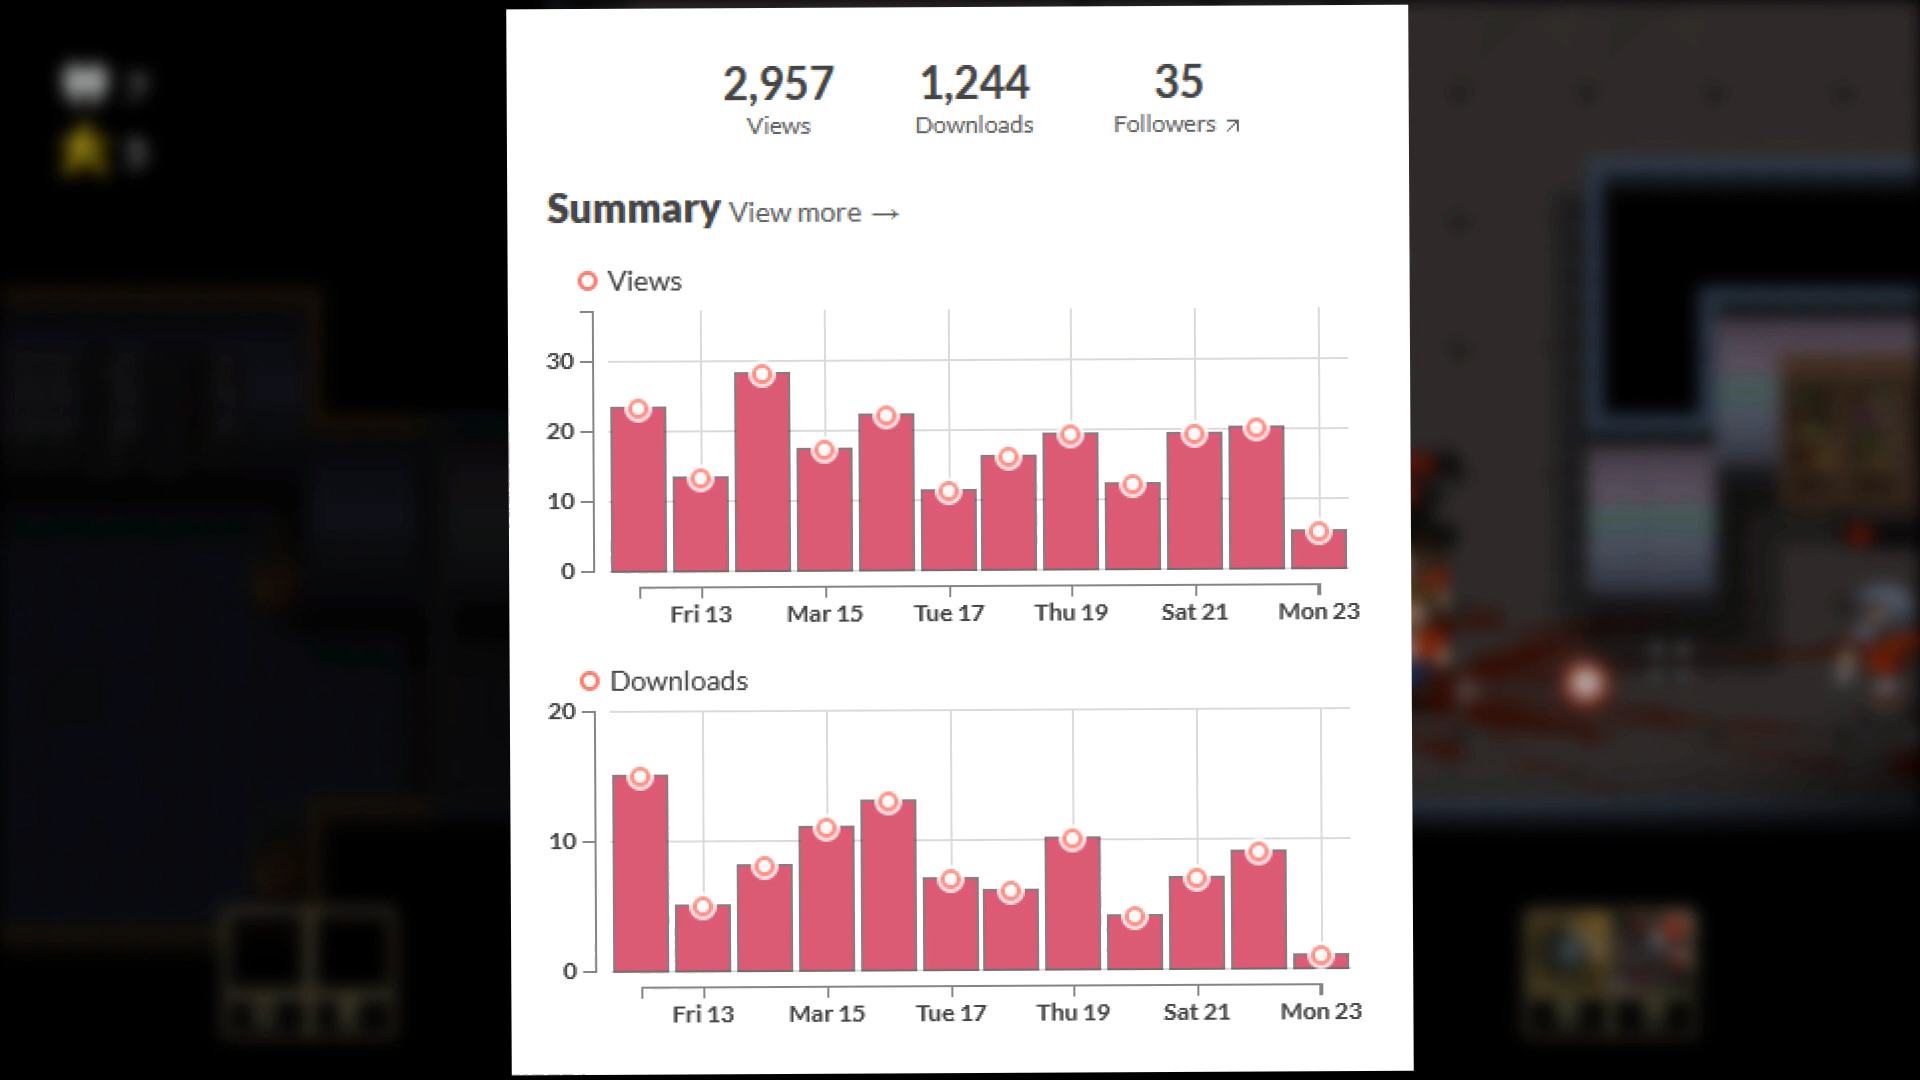 2,957 1,244 35
Views Downloads Followers ↗
Summary View more →
Views
30
20
10
0
Fri 13 Mar 15 Tue 17 Thu 19 Sat 21 Mon 23
Downloads
20
10
0
Fri 13 Mar 15 Tue 17 Thu 19 Sat 21 Mon 23